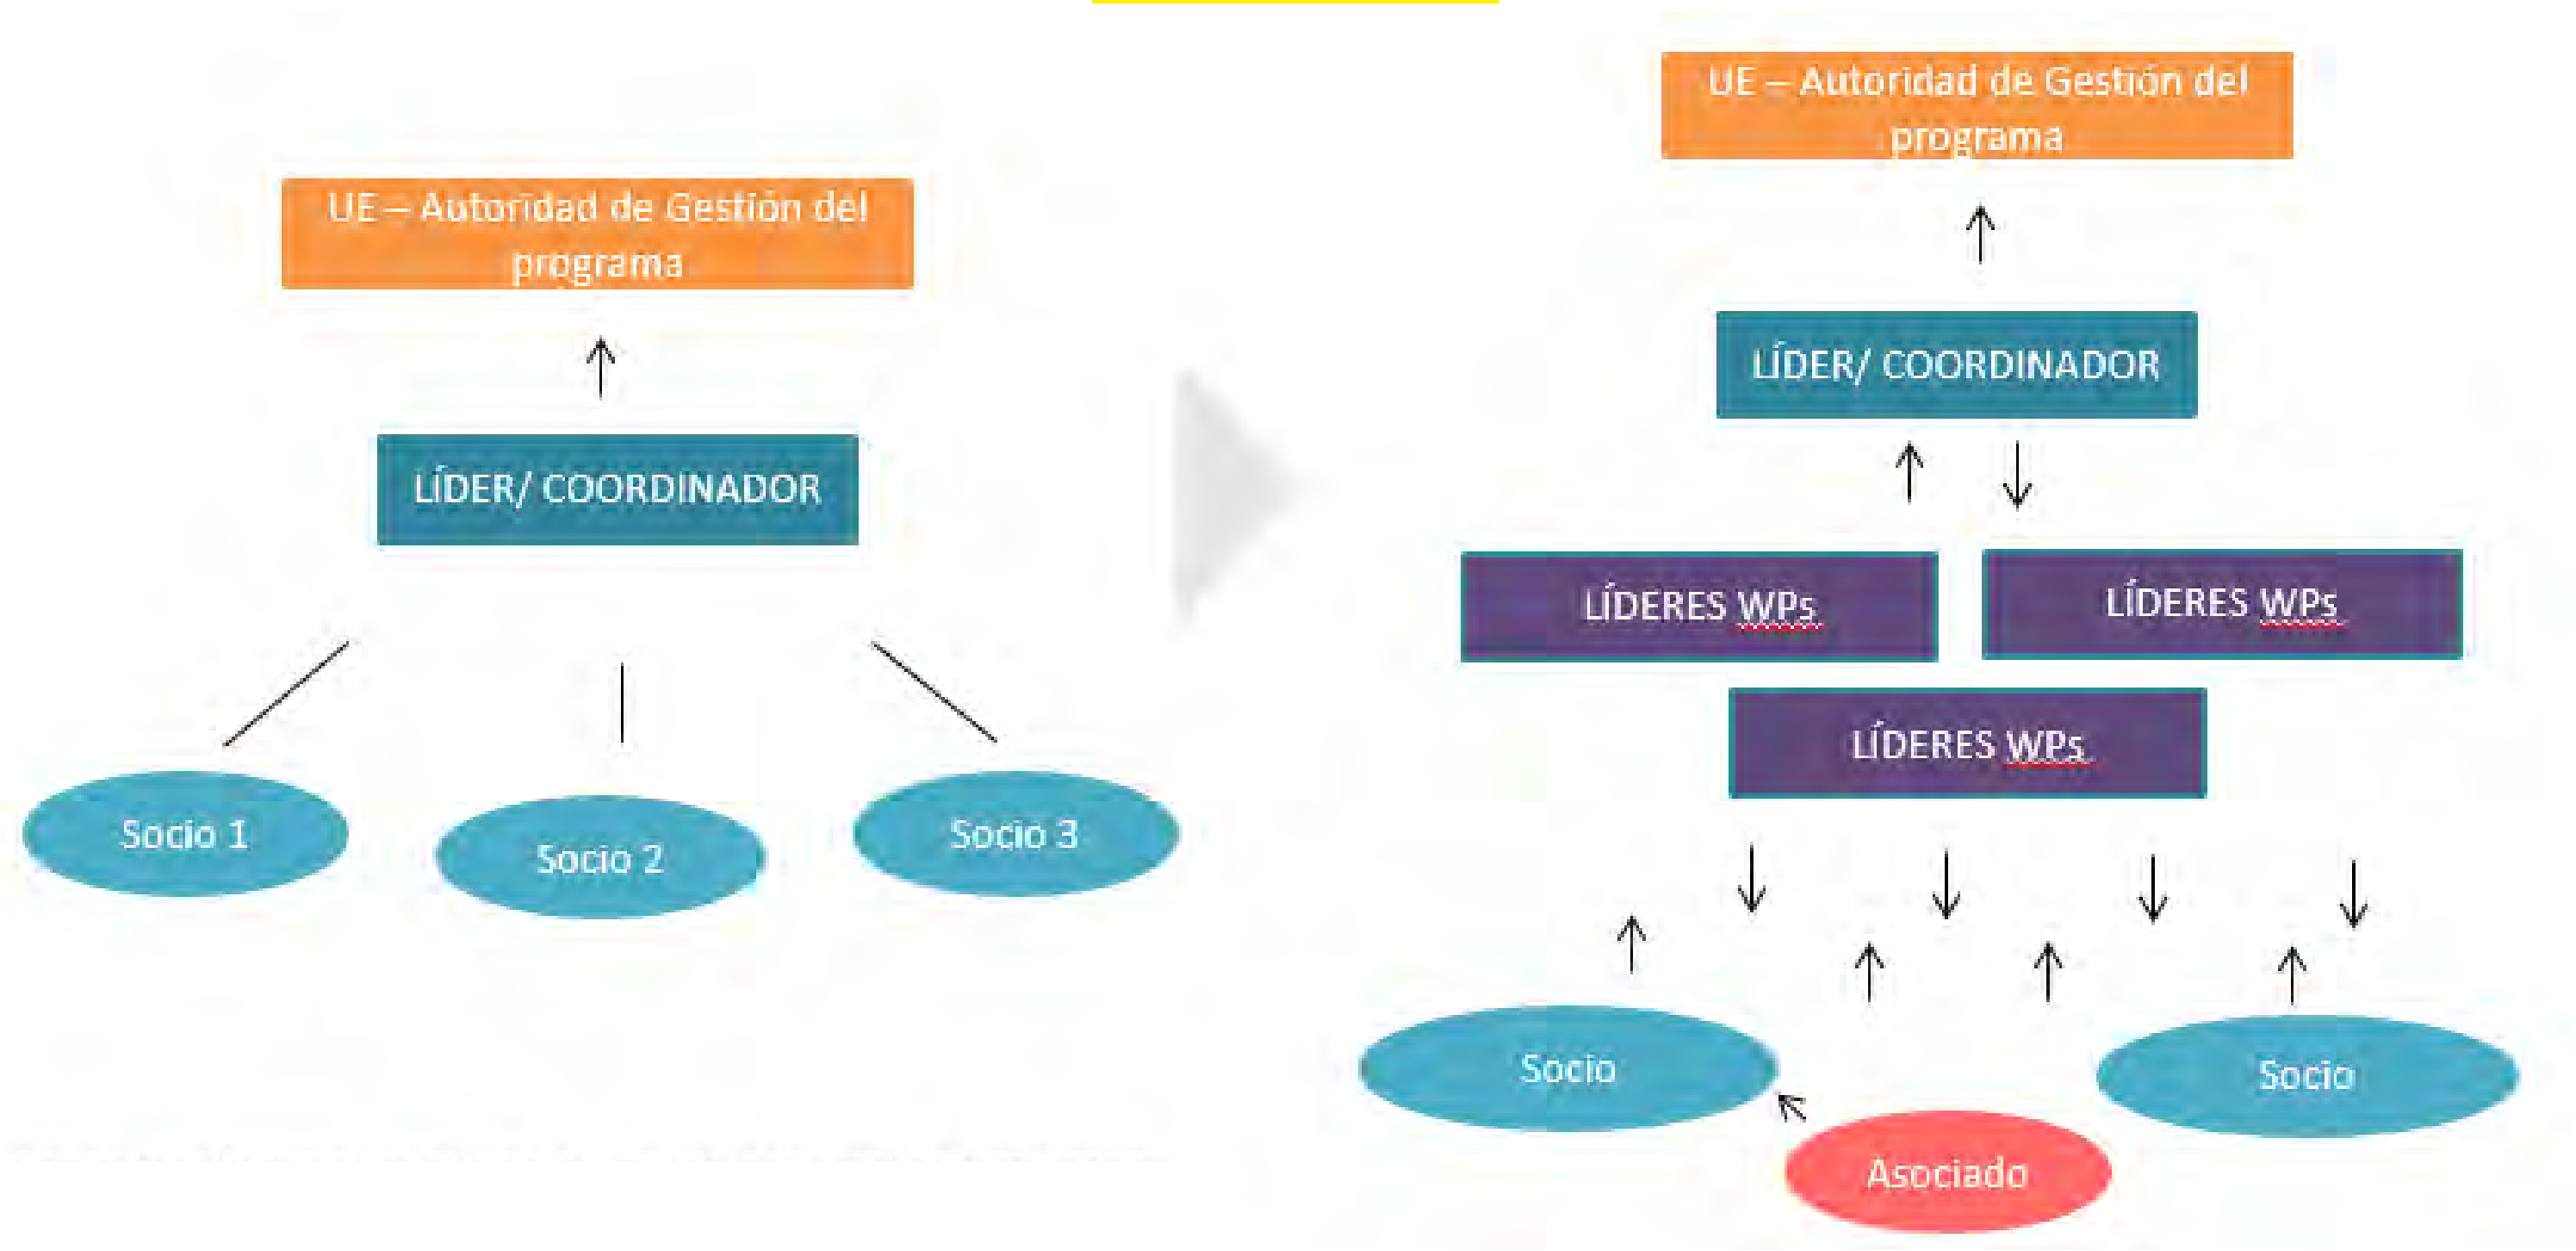 UE – Autoridad de Gestión del
programa
LÍDER/ COORDINADOR
Socio 1
Socio 2
Socio 3
UE – Autoridad de Gestión del
programa
LÍDER/ COORDINADOR
LÍDERES WPs
LÍDERES WPs
LÍDERES WPs
Socio
Socio
Asociado